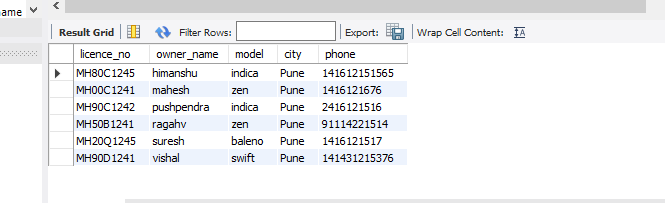 name
Result Grid Filter Rows: Export: Wrap Cell Content:
licence_no owner_name model city phone
MH80C1245 himanshu indica Pune 141612151565
MH00C1241 mahesh zen Pune 1416121676
MH90C1242 pushpendra indica Pune 2416121516
MH50B1241 ragahv zen Pune 91114221514
MH20Q1245 suresh baleno Pune 1416121517
MH90D1241 vishal swift Pune 141431215376